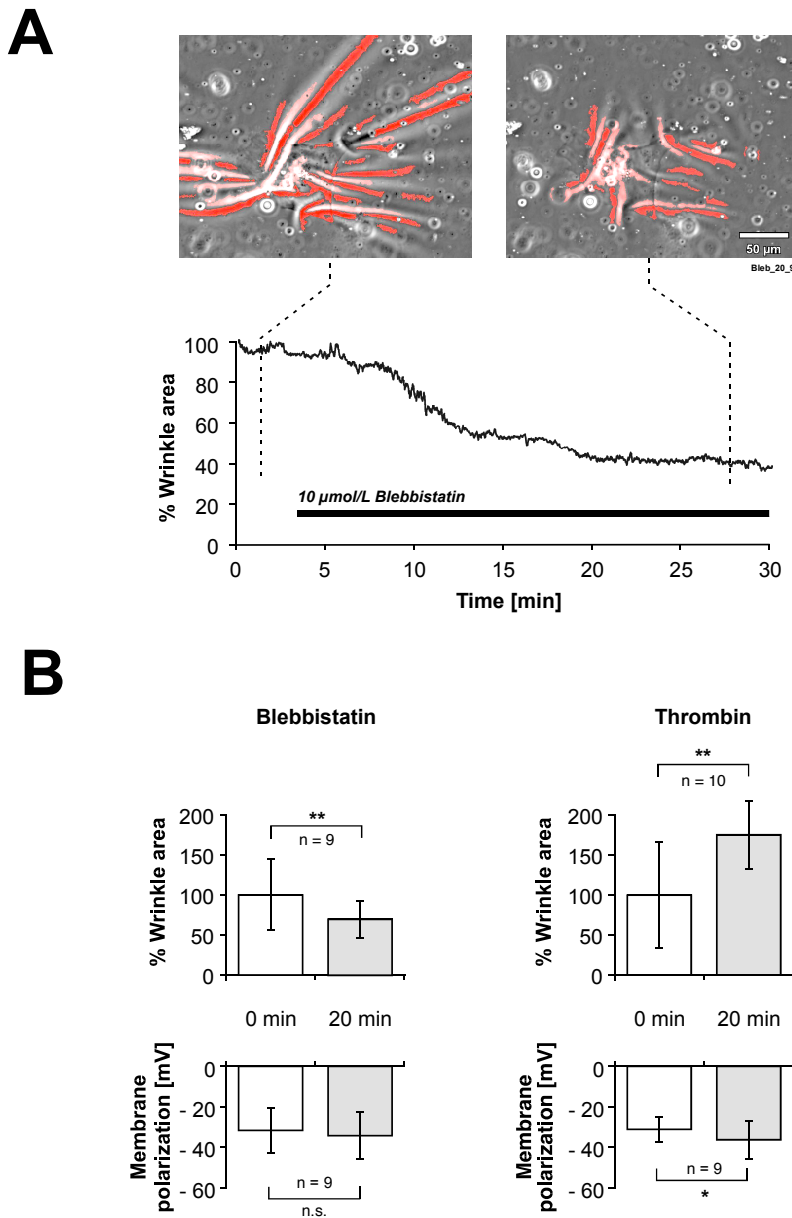 A
50 µm
Bleb_20_9
% Wrinkle area
100
80
60
40
20
0
10 µmol/L Blebbistatin
0 5 10 15 20 25 30
Time [min]
B
Blebbistatin
Thrombin
% Wrinkle area
200
150
100
50
0
**
n = 9
% Wrinkle area
200
150
100
50
0
**
n = 10
0 min 20 min
0 min 20 min
Membrane
polarization [mV]
0
- 20
- 40
- 60
n = 9
n.s.
Membrane
polarization [mV]
0
- 20
- 40
- 60
n = 9
*